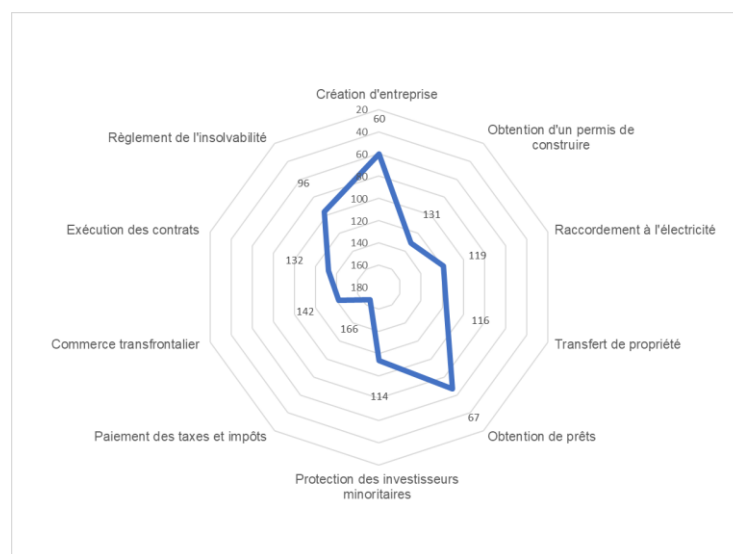 Création d'entreprise
20
60
40
60
80
100
120
140
160
180
Obtention d'un permis de
construire
131
Raccordement à l'électricité
119
Transfert de propriété
116
Obtention de prêts
67
Protection des investisseurs
minoritaires
114
Paiement des taxes et impôts
166
Commerce transfrontalier
142
Exécution des contrats
132
Règlement de l'insolvabilité
96